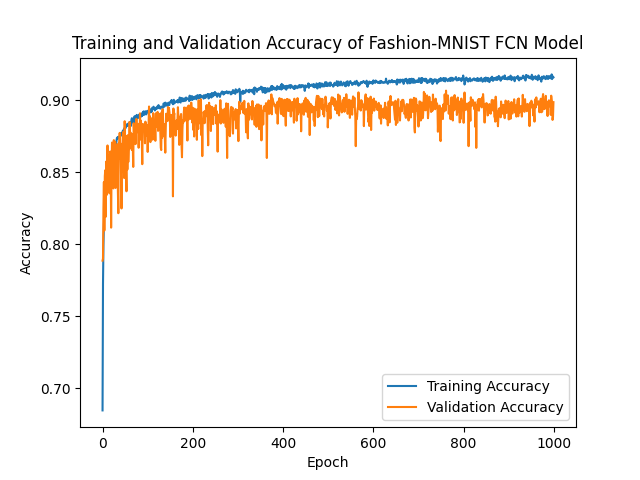 Training and Validation Accuracy of Fashion-MNIST FCN Model
Accuracy
0.90
0.85
0.80
0.75
0.70
Training Accuracy
Validation Accuracy
0
200
400
600
800
1000
Epoch